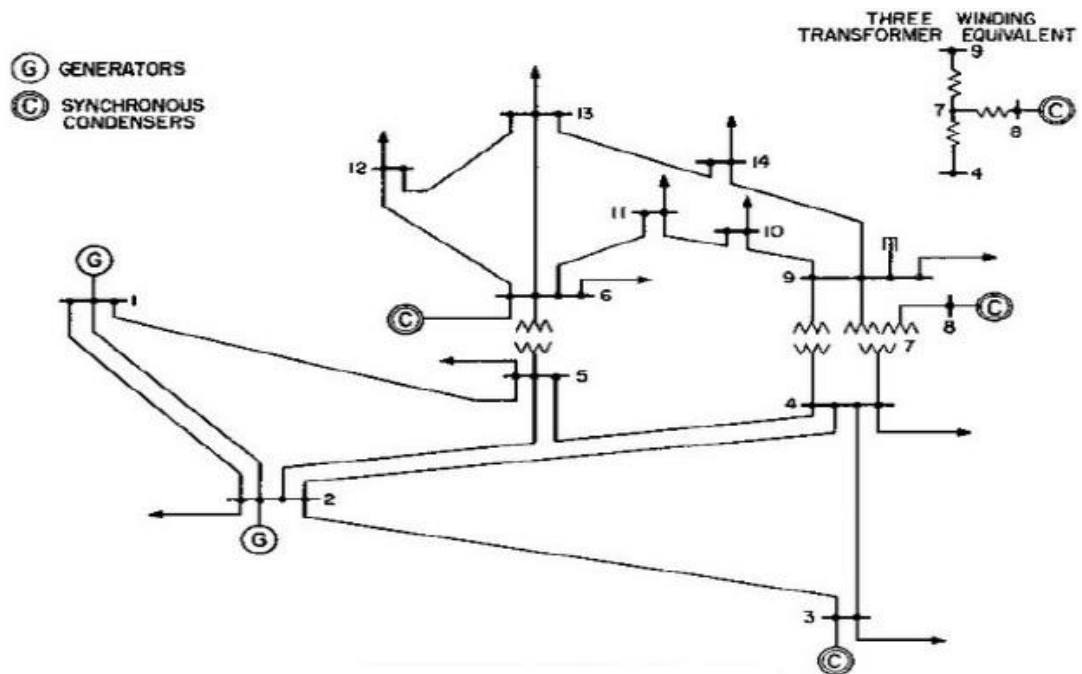 THREE WINDING
TRANSFORMER EQUIVALENT
9
7
8
C
4
G GENERATORS
C SYNCHRONOUS
CONDENSERS
13
12
14
11
10
G
1
9
6
C
8
C
7
5
4
2
G
3
C